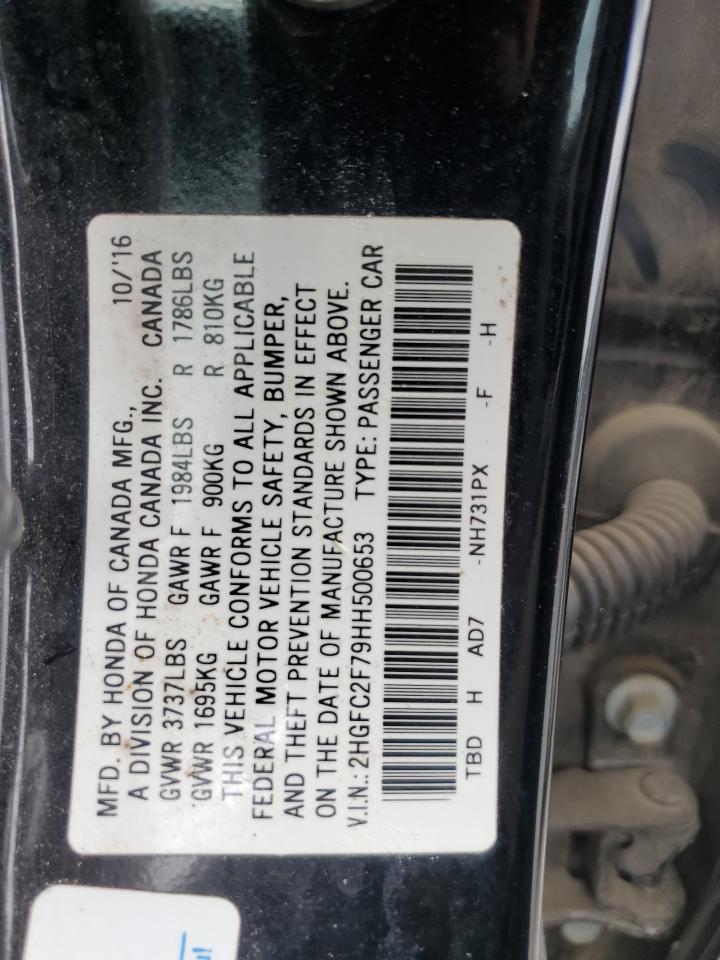 MFD. BY HONDA OF CANADA MFG., 10/'16
A DIVISION OF HONDA CANADA INC. CANADA
GVWR 3737LBS GAWR F 1984LBS R 1786LBS
GVWR 1695KG GAWR F 900KG R 810KG
THIS VEHICLE CONFORMS TO ALL APPLICABLE
FEDERAL MOTOR VEHICLE SAFETY, BUMPER,
AND THEFT PREVENTION STANDARDS IN EFFECT
ON THE DATE OF MANUFACTURE SHOWN ABOVE.
V.I.N.: 2HGFC2F79HH500653 TYPE: PASSENGER CAR
TBD H AD7 -NH731PX -F -H